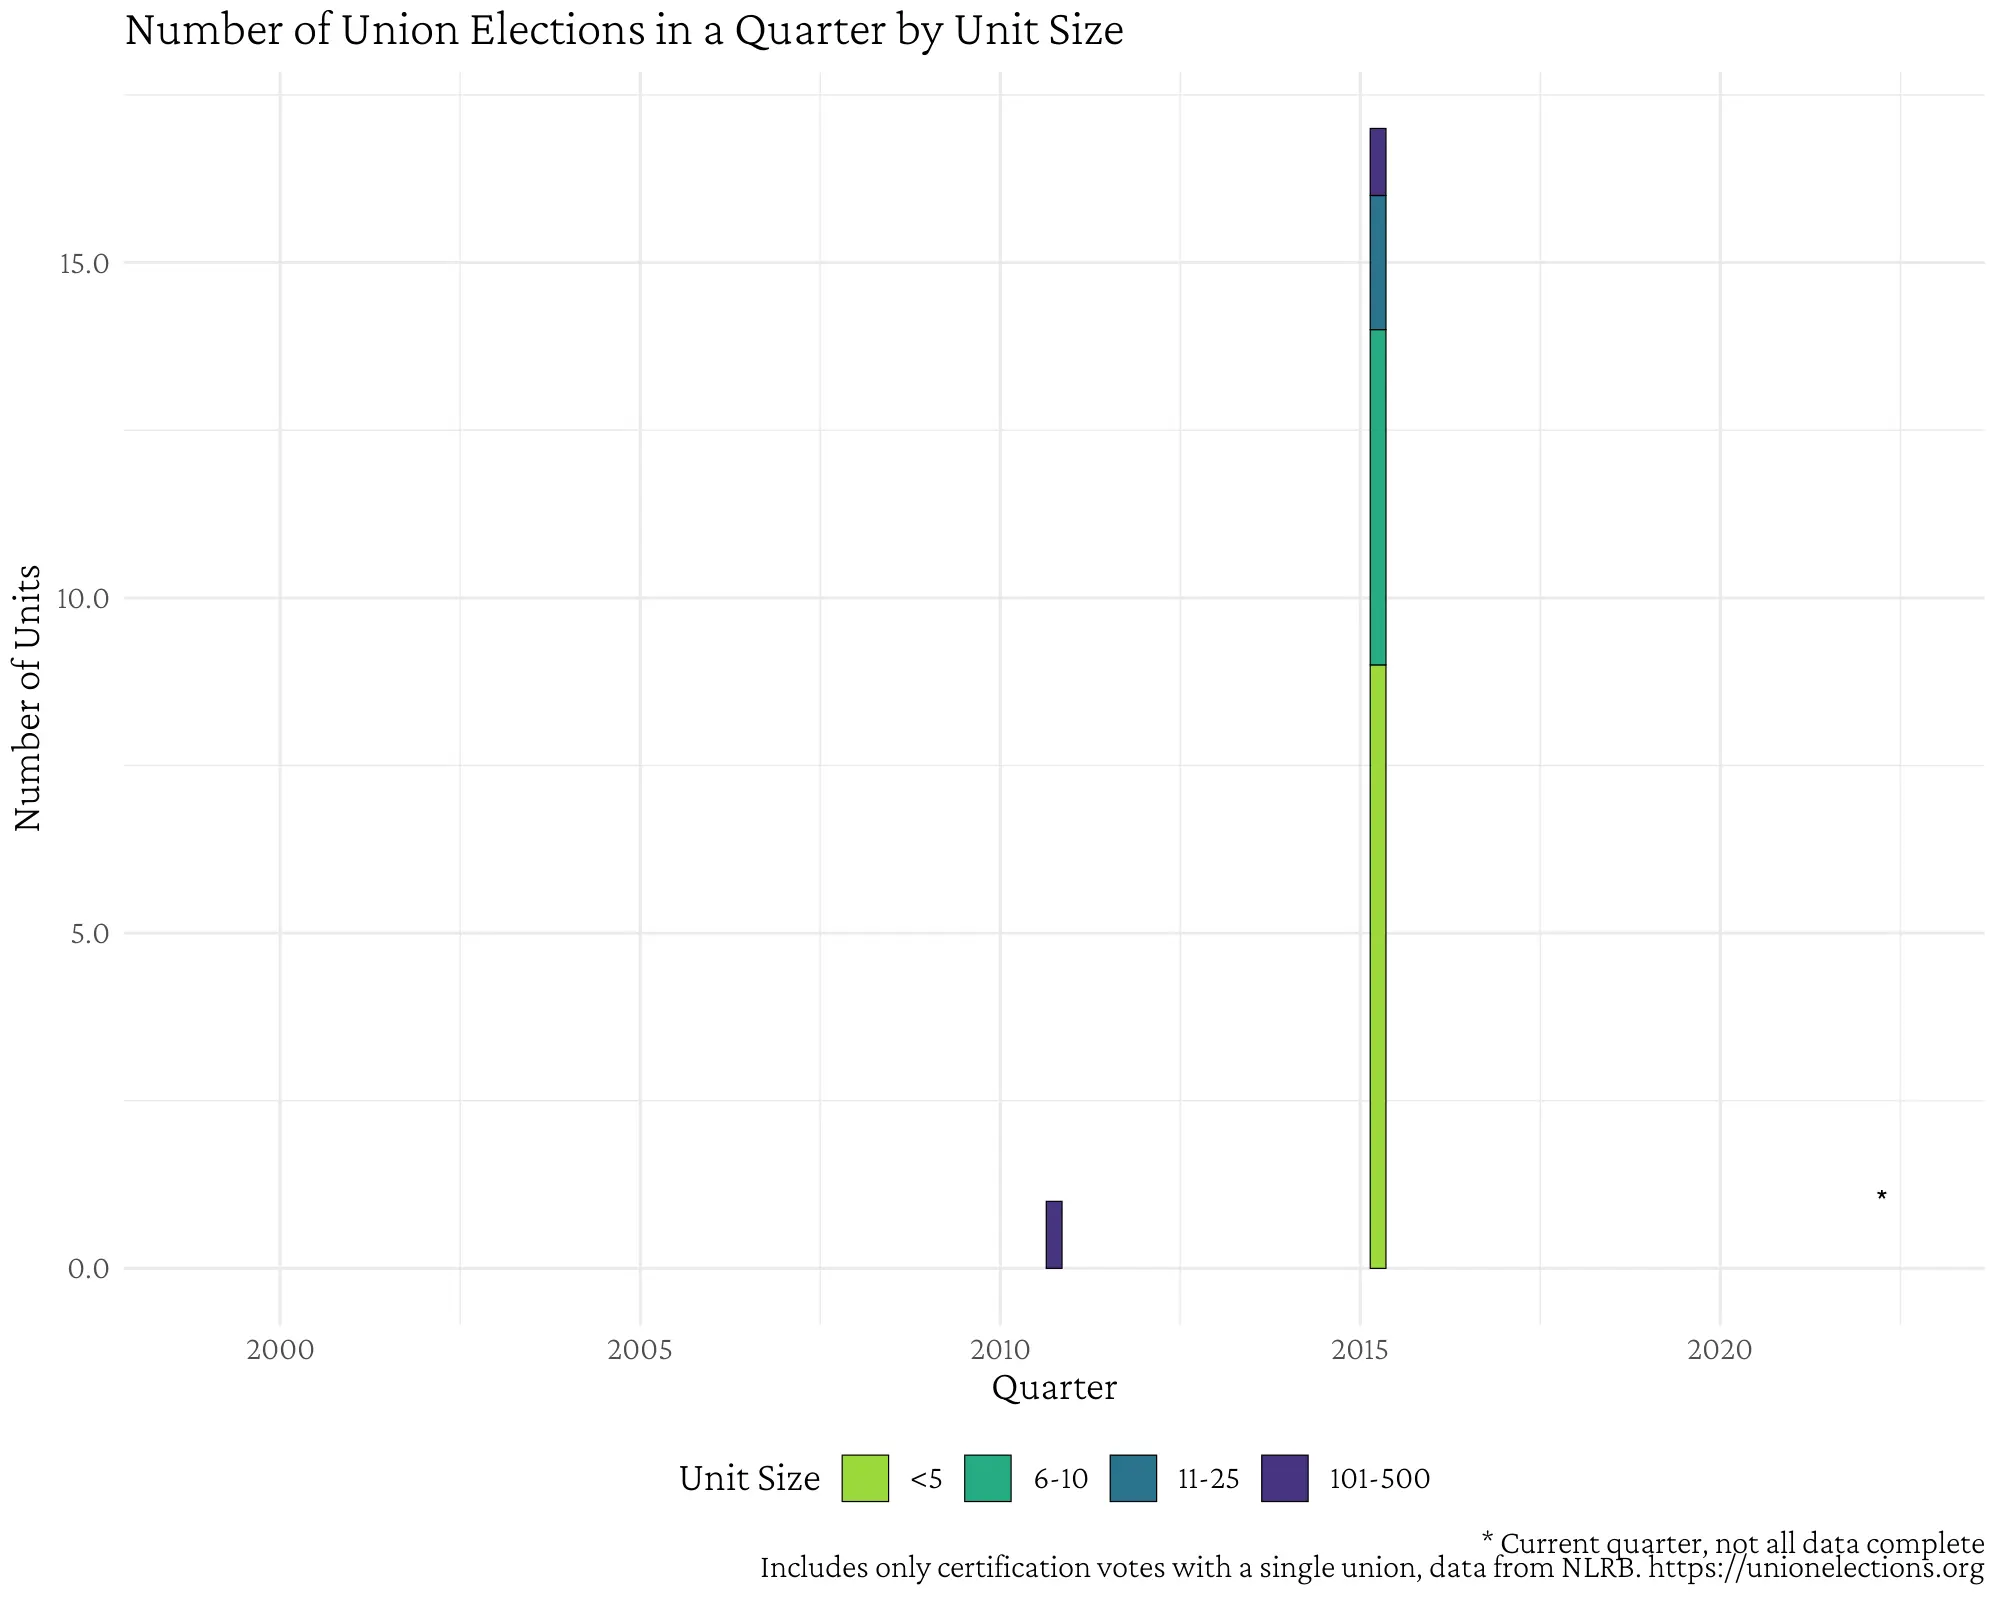 Number of Union Elections in a Quarter by Unit Size
Number of Units
15.0
10.0
5.0
0.0
*
2000 2005 2010 2015 2020
Quarter
Unit Size <5 6-10 11-25 101-500
* Current quarter, not all data complete
Includes only certification votes with a single union, data from NLRB. https://unionelections.org